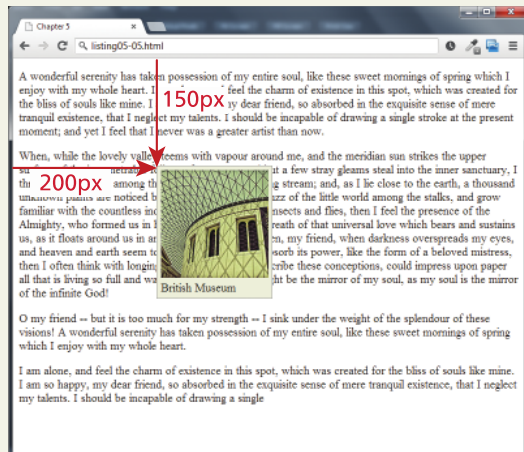 Chapter 5
listing05-05.html
A wonderful serenity has taken possession of my entire soul, like these sweet mornings of spring which I
enjoy with my whole heart. I feel the charm of existence in this spot, which was created for
the bliss of souls like mine. I y dear friend, so absorbed in the exquisite sense of mere
150px
tranquil existence, that I neglect my talents. I should be incapable of drawing a single stroke at the present
moment; and yet I feel that I never was a greater artist than now.
When, while the lovely valley teems with vapour around me, and the meridian sun strikes the upper
t a few stray gleams steal into the inner sanctuary, I
200px
th among th ng stream; and, as I lie close to the earth, a thousand
unknown plants are noticed b zz of the little world among the stalks, and grow
familiar with the countless ind nsects and flies, then I feel the presence of the
Almighty, who formed us in h reath of that universal love which bears and sustains
us, as it floats around us in an en, my friend, when darkness overspreads my eyes,
and heaven and earth seem to sorb its power, like the form of a beloved mistress,
then I often think with longing cribe these conceptions, could impress upon paper
all that is living so full and wa ht be the mirror of my soul, as my soul is the mirror
British Museum
of the infinite God!
O my friend -- but it is too much for my strength -- I sink under the weight of the splendour of these
visions! A wonderful serenity has taken possession of my entire soul, like these sweet mornings of spring
which I enjoy with my whole heart.
I am alone, and feel the charm of existence in this spot, which was created for the bliss of souls like mine.
I am so happy, my dear friend, so absorbed in the exquisite sense of mere tranquil existence, that I neglect
my talents. I should be incapable of drawing a single